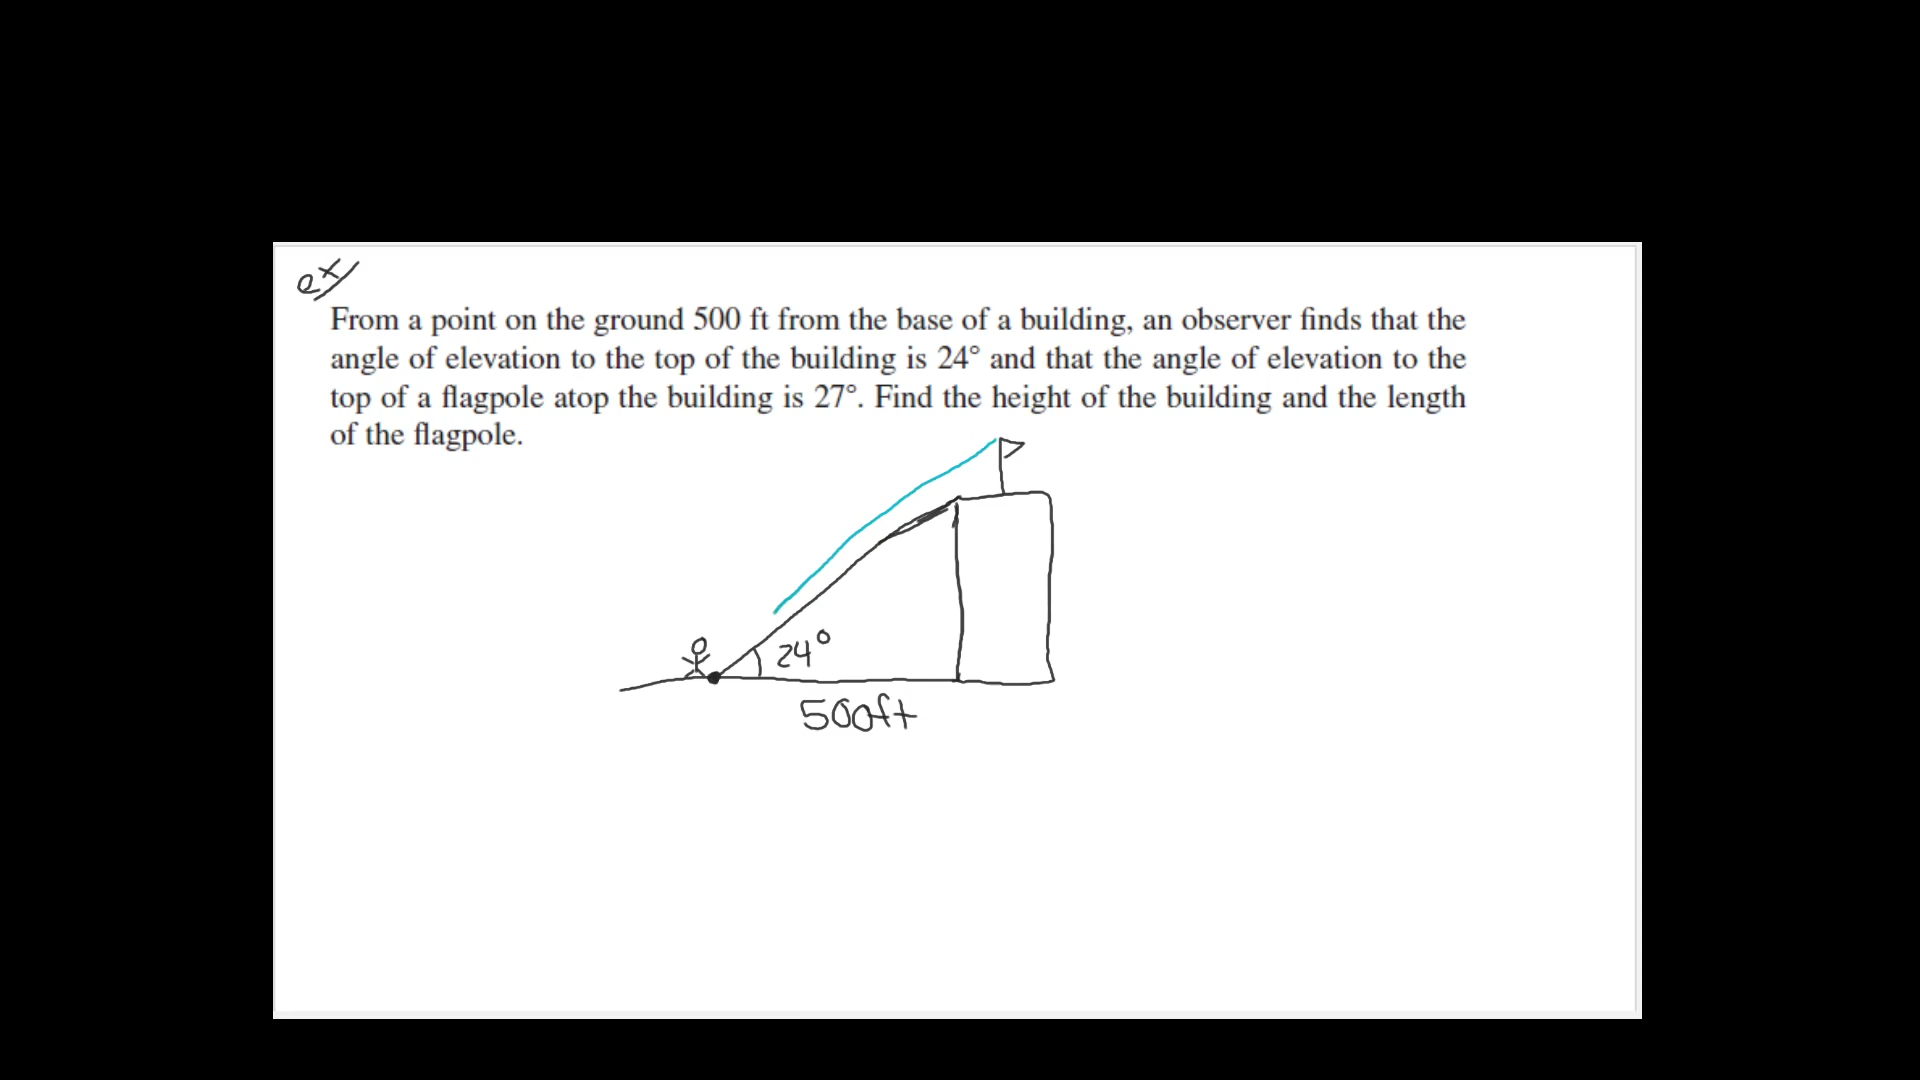 ex/
From a point on the ground 500 ft from the base of a building, an observer finds that the
angle of elevation to the top of the building is 24° and that the angle of elevation to the
top of a flagpole atop the building is 27°. Find the height of the building and the length
of the flagpole.
24°
500ft